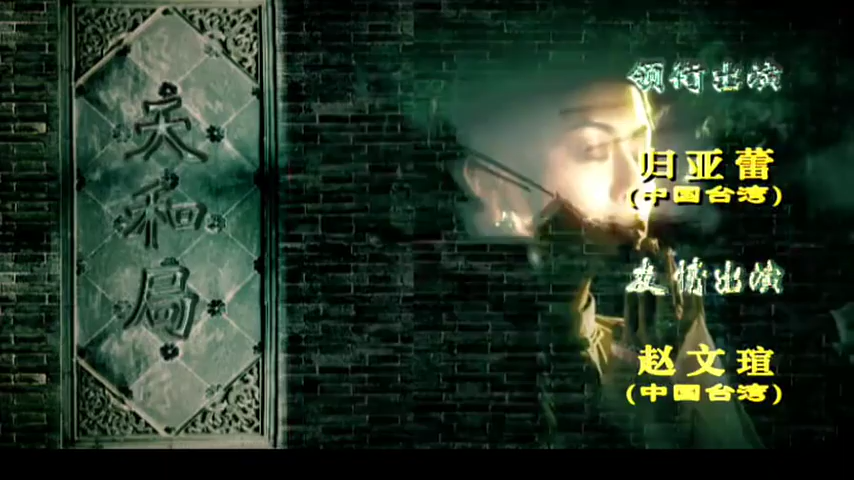 天和局
领衔出演
归亚蕾
(中国台湾)
友情出演
赵文瑄
(中国台湾)